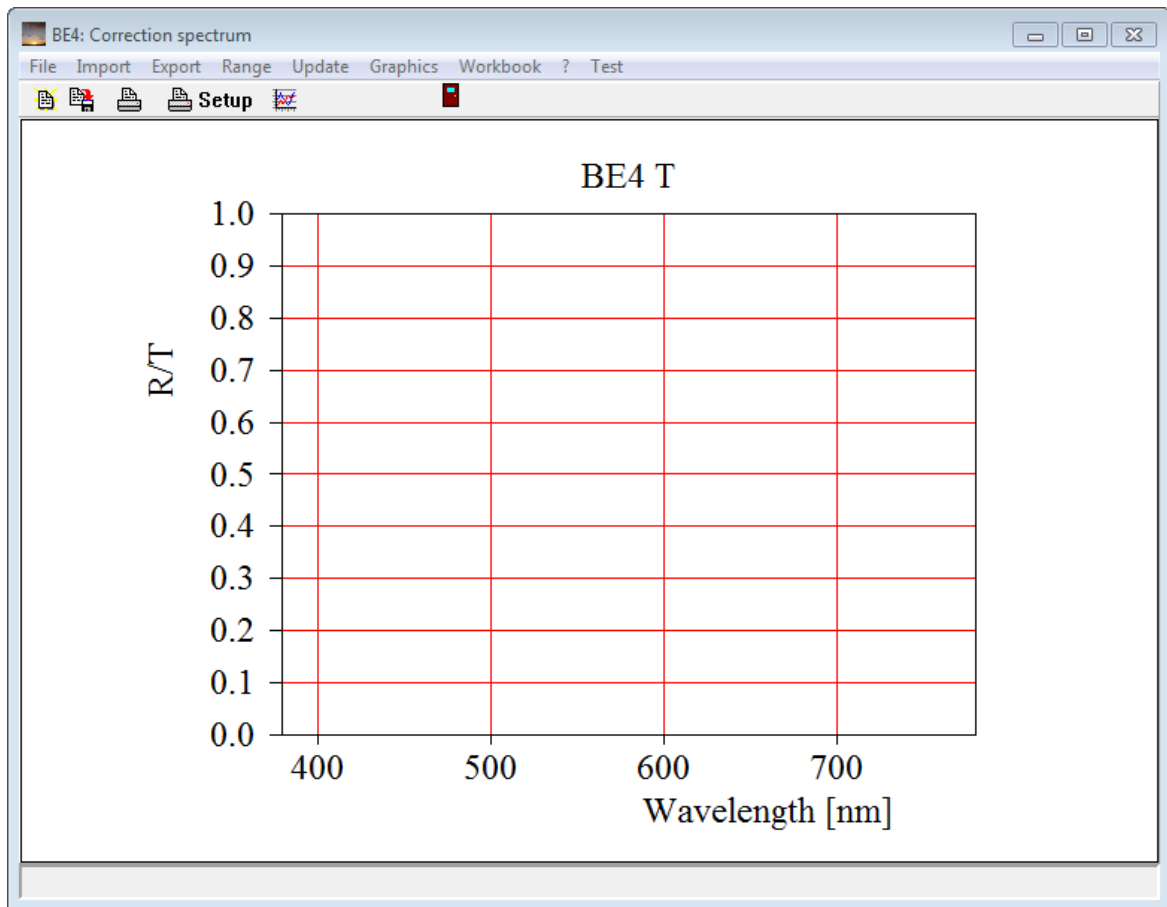 BE4: Correction spectrum
File Import Export Range Update Graphics Workbook ? Test
Setup
BE4 T
1.0
0.9
0.8
0.7
R/T
0.6
0.5
0.4
0.3
0.2
0.1
0.0
400 500 600 700
Wavelength [nm]